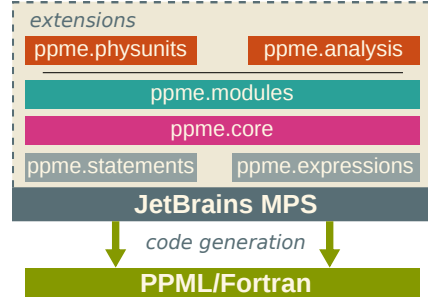 extensions
ppme.physunits ppme.analysis
ppme.modules
ppme.core
ppme.statements ppme.expressions
JetBrains MPS
code generation
PPML/Fortran